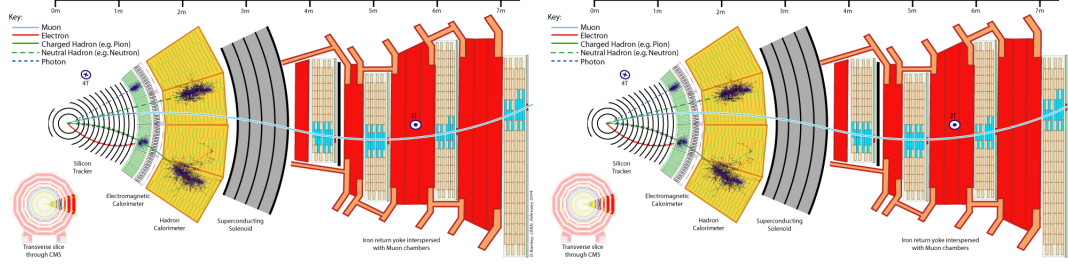 0m 1m 2m 3m 4m 5m 6m 7m
Key:
Muon
Electron
Charged Hadron (e.g. Pion)
Neutral Hadron (e.g. Neutron)
Photon
4T
2T
Silicon
Tracker
Electromagnetic
Calorimeter
Hadron
Calorimeter
Superconducting
Solenoid
Iron return yoke interspersed
with Muon chambers
Transverse slice
through CMS
D Barney, CERN, February 2004
0m 1m 2m 3m 4m 5m 6m 7m
Key:
Muon
Electron
Charged Hadron (e.g. Pion)
Neutral Hadron (e.g. Neutron)
Photon
4T
2T
Silicon
Tracker
Electromagnetic
Calorimeter
Hadron
Calorimeter
Superconducting
Solenoid
Iron return yoke interspersed
with Muon chambers
Transverse slice
through CMS